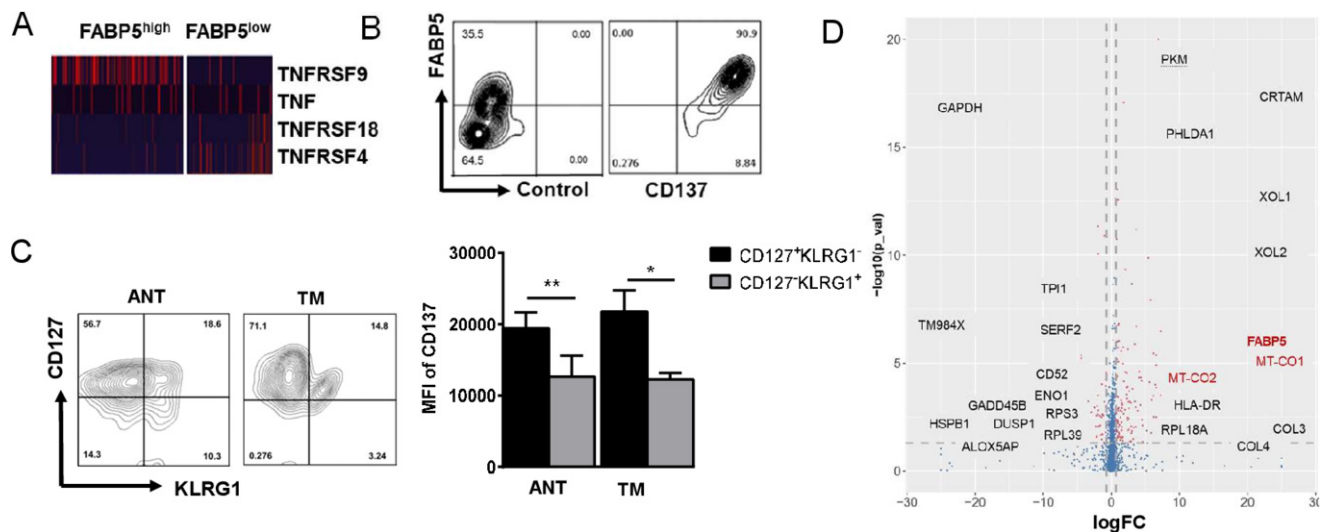 A
FABP5high FABP5low
TNFRSF9
TNF
TNFRSF18
TNFRSF4
B
FABP5
35.5 0.00 0.00 90.9
64.5 0.00 0.276 8.84
Control CD137
C
ANT TM
CD127
56.7 18.6 71.1 14.8
14.3 10.3 0.276 3.24
KLRG1
CD127+KLRG1-
CD127-KLRG1+
MFI of CD137
30000
20000
10000
0
** *
ANT TM
D
-log10(p_val)
20
15
10
5
0
PKM
CRTAM
GAPDH
PHLDA1
XOL1
XOL2
TPI1
TM984X
SERF2
FABP5
MT-CO1
CD52
MT-CO2
ENO1
GADD45B
HLA-DR
RPS3
HSPB1
DUSP1
RPL18A
COL3
RPL39
ALOX5AP
COL4
-30 -20 -10 0 10 20 30
logFC